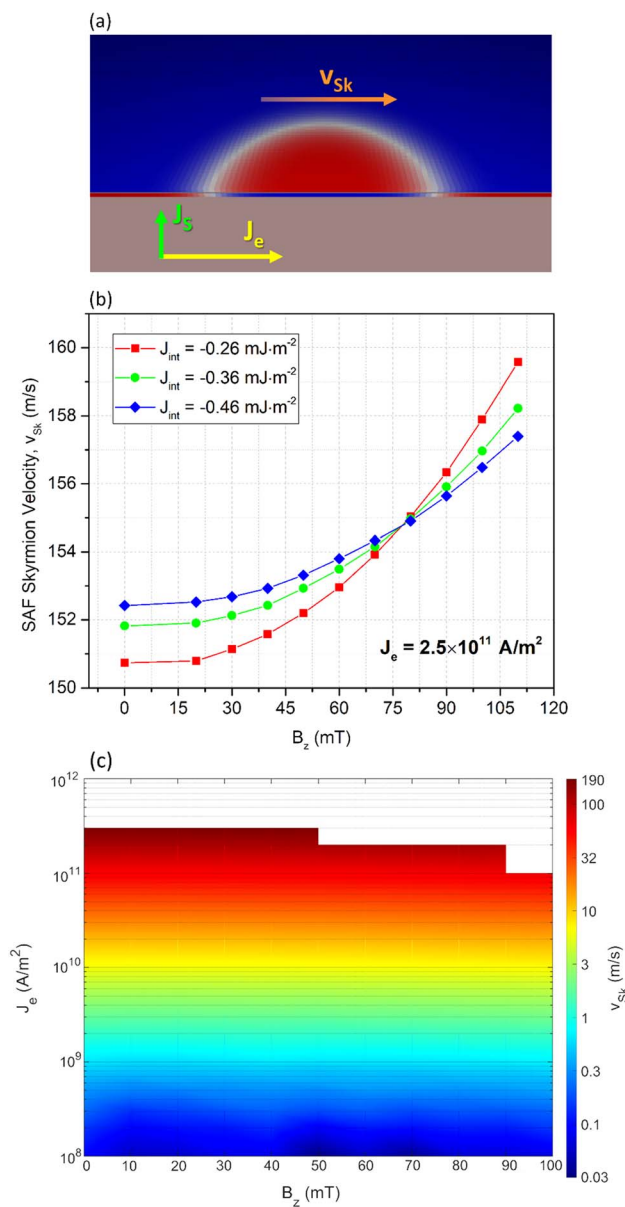 (a)
v_Sk
J_S
J_e
(b)
SAF Skyrmion Velocity, v_Sk (m/s)
160
158
156
154
152
150
J_int = -0.26 mJ·m^-2
J_int = -0.36 mJ·m^-2
J_int = -0.46 mJ·m^-2
J_e = 2.5×10^11 A/m^2
0 15 30 45 60 75 90 105 120
B_z (mT)
(c)
J_e (A/m^2)
10^12
10^11
10^10
10^9
10^8
0 10 20 30 40 50 60 70 80 90 100
B_z (mT)
190
100
32
10
3
1
0.3
0.1
0.03
v_Sk (m/s)